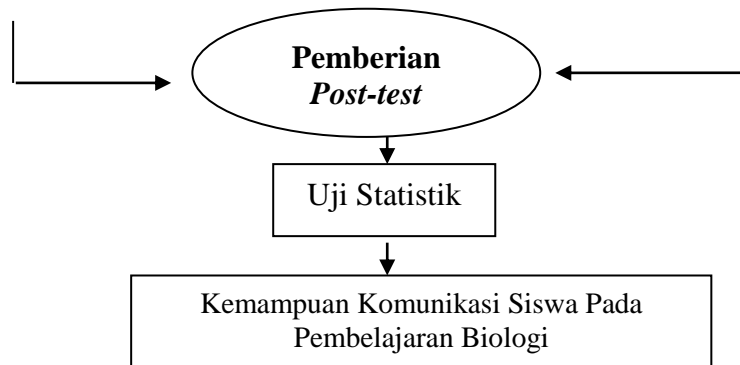 Pemberian
Post-test
Uji Statistik
Kemampuan Komunikasi Siswa Pada
Pembelajaran Biologi